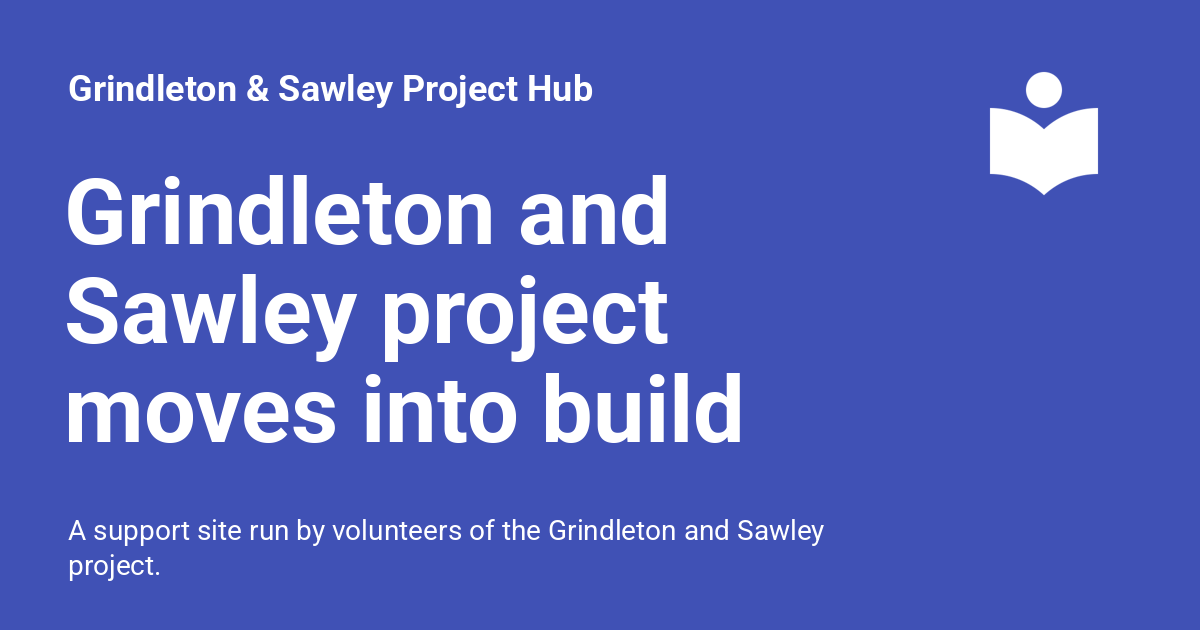 Grindleton & Sawley Project Hub
Grindleton and
Sawley project
moves into build
A support site run by volunteers of the Grindleton and Sawley
project.